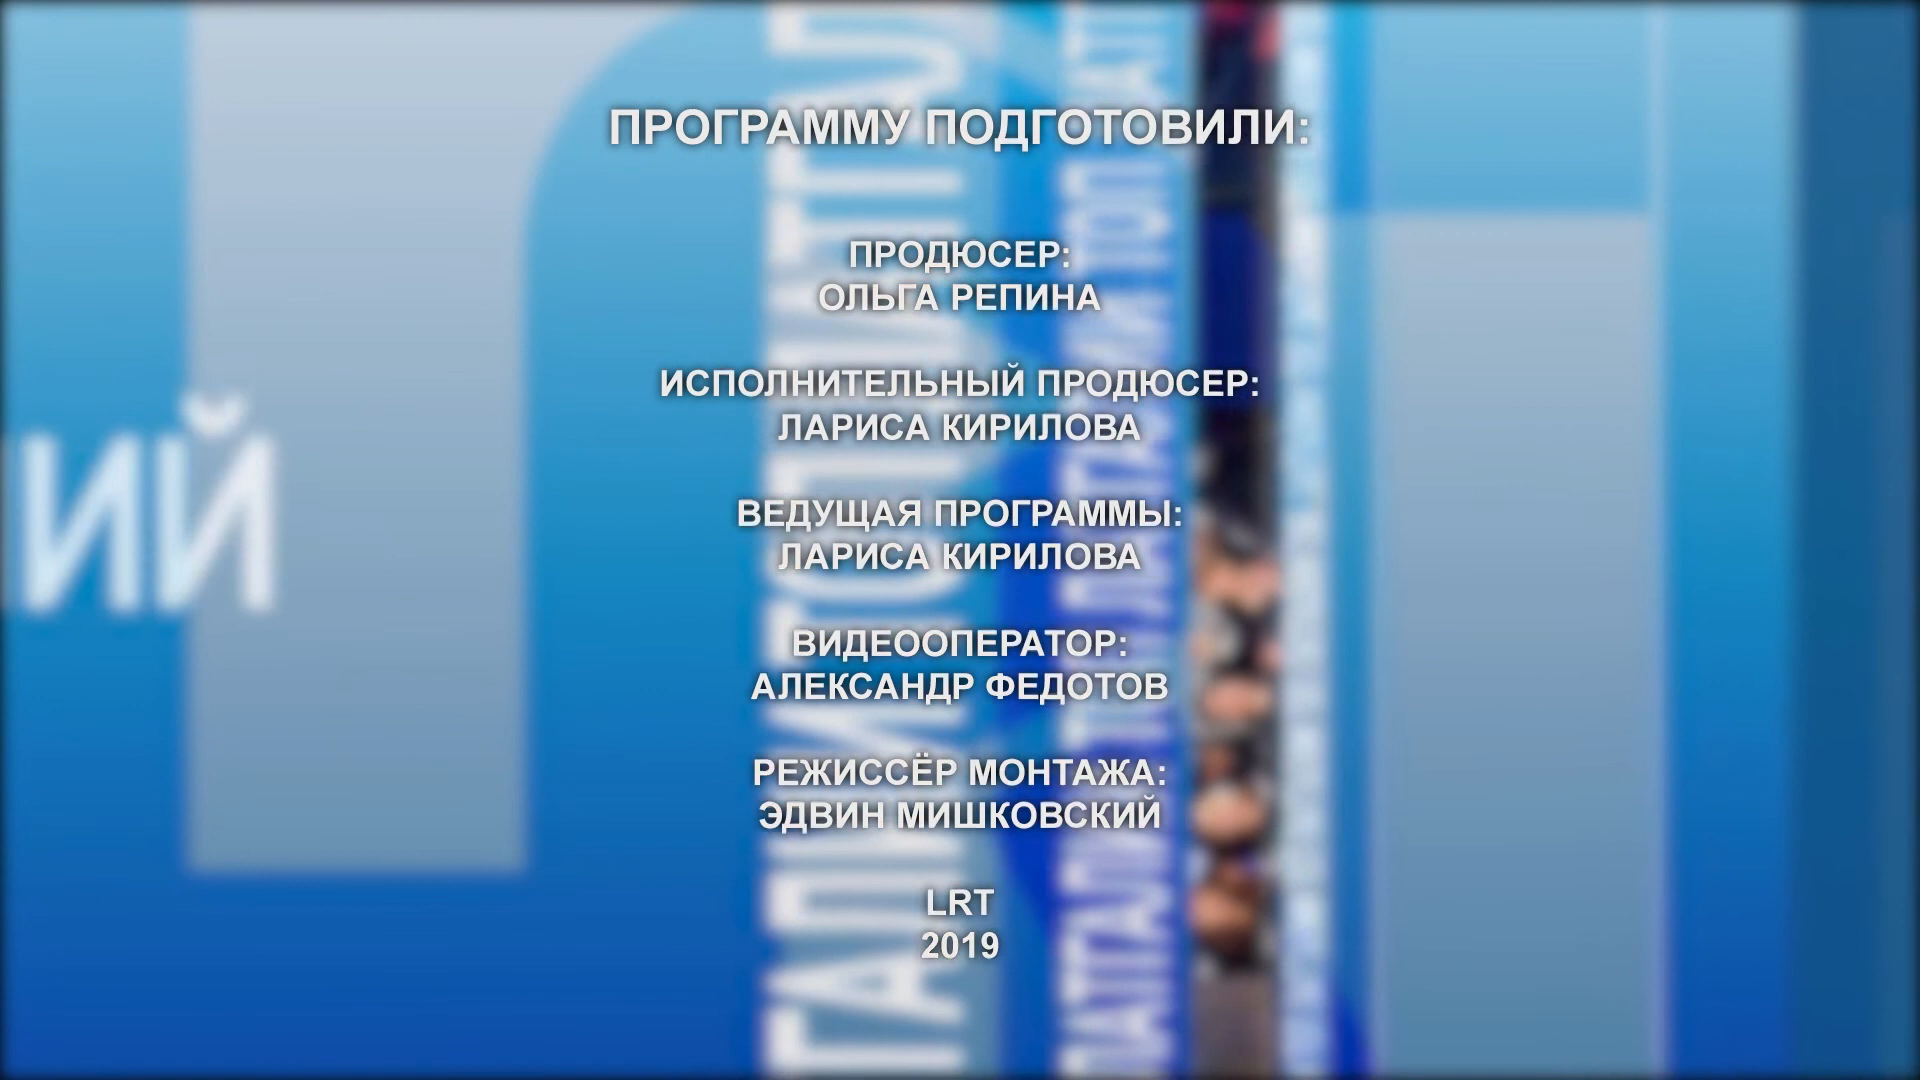 ПРОГРАММУ ПОДГОТОВИЛИ:
ПРОДЮСЕР:
ОЛЬГА РЕПИНА
ИСПОЛНИТЕЛЬНЫЙ ПРОДЮСЕР:
ЛАРИСА КИРИЛОВА
ВЕДУЩАЯ ПРОГРАММЫ:
ЛАРИСА КИРИЛОВА
ВИДЕООПЕРАТОР:
АЛЕКСАНДР ФЕДОТОВ
РЕЖИССЁР МОНТАЖА:
ЭДВИН МИШКОВСКИЙ
LRT
2019